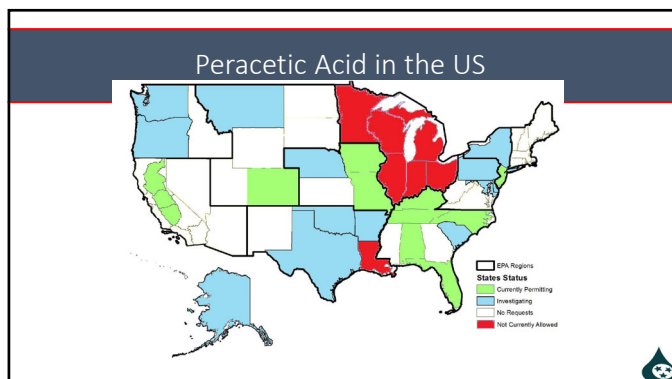 Peracetic Acid in the US
EPA Regions
States Status
Currently Permitting
Investigating
No Requests
Not Currently Allowed